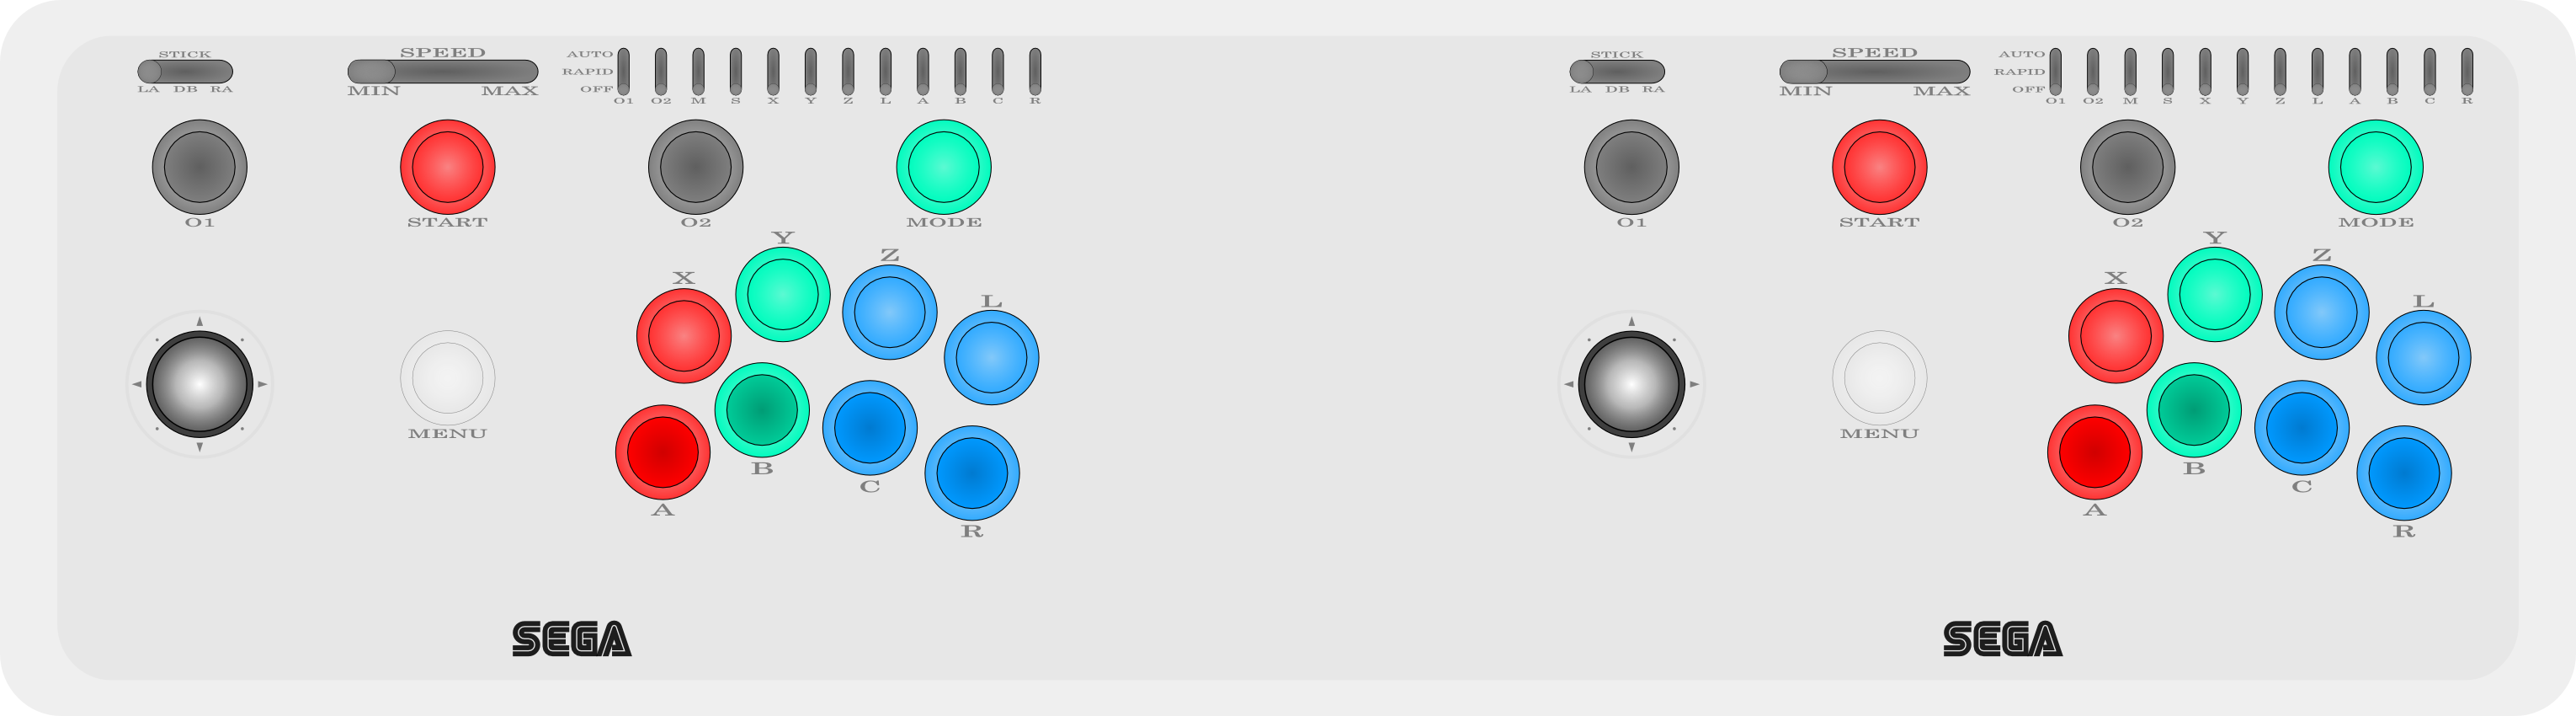 STICK
LA DB RA
SPEED
MIN MAX
AUTO
RAPID
OFF
O1 O2 M S X Y Z L A B C R
O1 START O2 MODE
X Y Z L
MENU
A B C R
SEGA
STICK
LA DB RA
SPEED
MIN MAX
AUTO
RAPID
OFF
O1 O2 M S X Y Z L A B C R
O1 START O2 MODE
X Y Z L
MENU
A B C R
SEGA